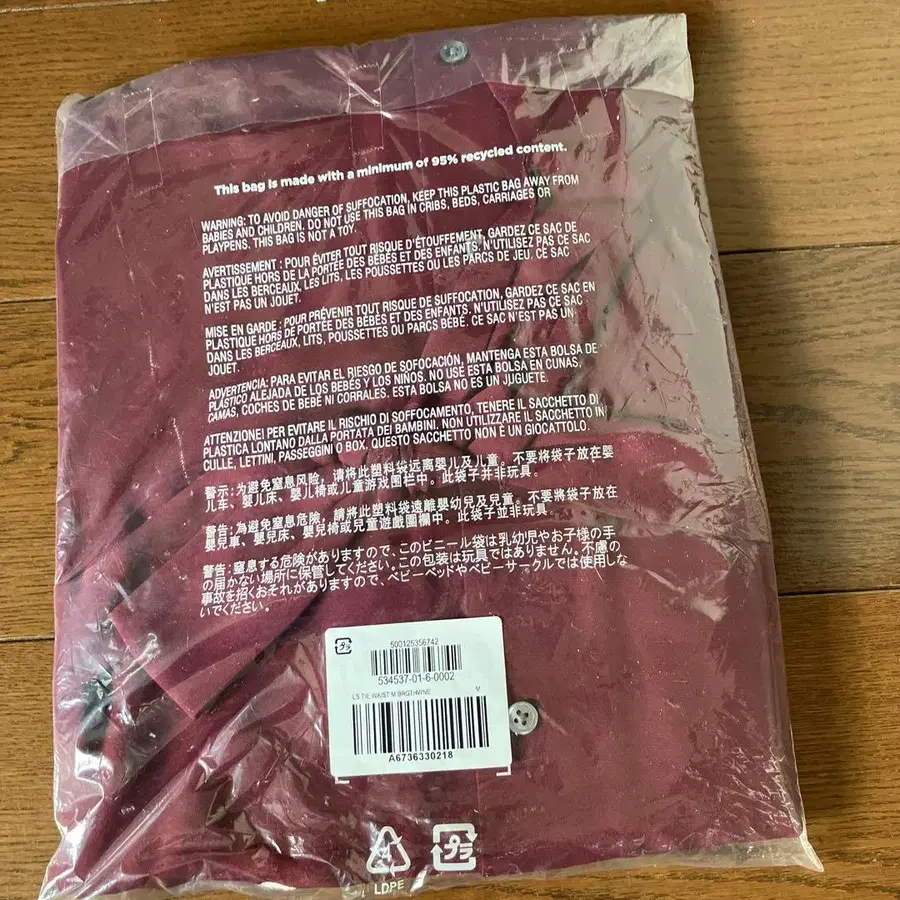 This bag is made with a minimum of 95% recycled content.
WARNING: TO AVOID DANGER OF SUFFOCATION, KEEP THIS PLASTIC BAG AWAY FROM
BABIES AND CHILDREN. DO NOT USE THIS BAG IN CRIBS, BEDS, CARRIAGES OR
PLAYPENS. THIS BAG IS NOT A TOY.
AVERTISSEMENT : POUR ÉVITER TOUT RISQUE D'ÉTOUFFEMENT, GARDEZ CE SAC DE
PLASTIQUE HORS DE LA PORTÉE DES BÉBÉS ET DES ENFANTS. N'UTILISEZ PAS CE SAC
DANS LES BERCEAUX, LES LITS, LES POUSSETTES OU LES PARCS DE JEU. CE SAC
N'EST PAS UN JOUET.
MISE EN GARDE : POUR PRÉVENIR TOUT RISQUE DE SUFFOCATION, GARDEZ CE SAC EN
PLASTIQUE HORS DE PORTÉE DES BÉBÉS ET DES ENFANTS. N'UTILISEZ PAS CE SAC
DANS LES BERCEAUX, LITS, POUSSETTES OU PARCS BÉBÉ. CE SAC N'EST PAS UN
JOUET.
ADVERTENCIA: PARA EVITAR EL RIESGO DE SOFOCACIÓN, MANTENGA ESTA BOLSA DE
PLÁSTICO ALEJADA DE LOS BEBÉS Y LOS NIÑOS. NO USE ESTA BOLSA EN CUNAS,
CAMAS, COCHES DE BEBÉ NI CORRALES. ESTA BOLSA NO ES UN JUGUETE.
ATTENZIONE! PER EVITARE IL RISCHIO DI SOFFOCAMENTO, TENERE IL SACCHETTO DI
PLASTICA LONTANO DALLA PORTATA DEI BAMBINI. NON UTILIZZARE IL SACCHETTO IN
CULLE, LETTINI, PASSEGGINI O BOX. QUESTO SACCHETTO NON È UN GIOCATTOLO.
警示:为避免窒息风险，请将此塑料袋远离婴儿及儿童。不要将袋子放在婴
儿车、婴儿床、婴儿椅或儿童游戏围栏中。此袋子并非玩具。
警告:為避免窒息危險，請將此塑料袋遠離嬰幼兒及兒童。不要將袋子放在
嬰兒車、嬰兒床、嬰兒椅或兒童遊戲圍欄中。此袋子並非玩具。
警告:窒息する危険がありますので、このビニール袋は乳幼児やお子様の手
の届かない場所に保管してください。この包装は玩具ではありません。不慮の
事故を招くおそれがありますので、ベビーベッドやベビーサークルでは使用しな
いでください。
プラ
500125356742
534537-01-6-0002
LS TIE WAIST M BRGTHWNE M
A6736330218
プラ
LDPE